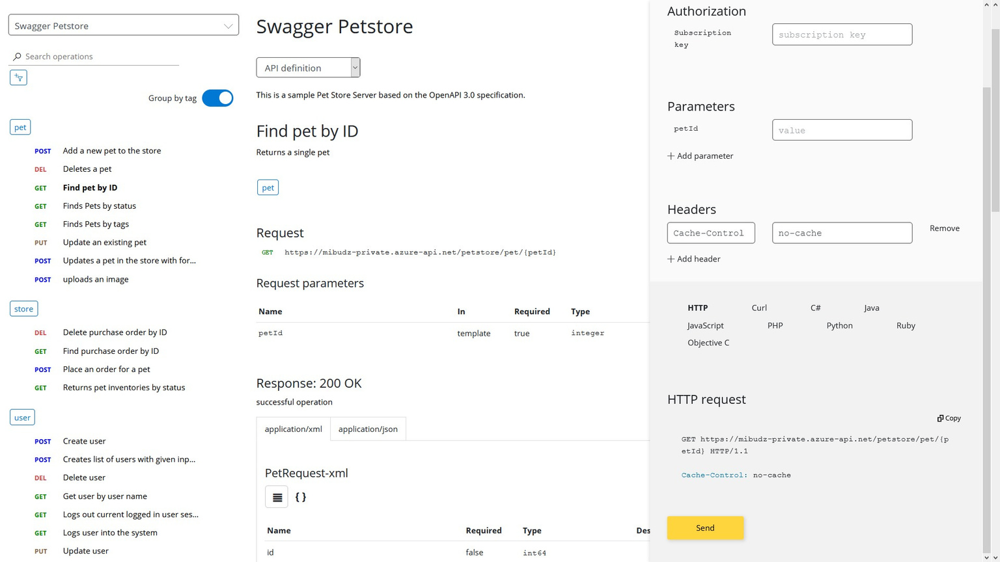 Swagger Petstore
Search operations
Group by tag
pet
POST Add a new pet to the store
DEL Deletes a pet
GET Find pet by ID
GET Finds Pets by status
GET Finds Pets by tags
PUT Update an existing pet
POST Updates a pet in the store with for...
POST uploads an image
store
DEL Delete purchase order by ID
GET Find purchase order by ID
POST Place an order for a pet
GET Returns pet inventories by status
user
POST Create user
POST Creates list of users with given inp...
DEL Delete user
GET Get user by user name
GET Logs out current logged in user ses...
GET Logs user into the system
PUT Update user
Swagger Petstore
API definition
This is a sample Pet Store Server based on the OpenAPI 3.0 specification.
Find pet by ID
Returns a single pet
pet
Request
GET https://mibudz-private.azure-api.net/petstore/pet/{petId}
Request parameters
Name In Required Type
petId template true integer
Response: 200 OK
successful operation
application/xml application/json
PetRequest-xml
{ }
Name Required Type Des
id false int64
Authorization
Subscription
key
subscription key
Parameters
petId value
+ Add parameter
Headers
Cache-Control no-cache Remove
+ Add header
HTTP Curl C# Java
JavaScript PHP Python Ruby
Objective C
HTTP request
Copy
GET https://mibudz-private.azure-api.net/petstore/pet/{p
etId} HTTP/1.1
Cache-Control: no-cache
Send